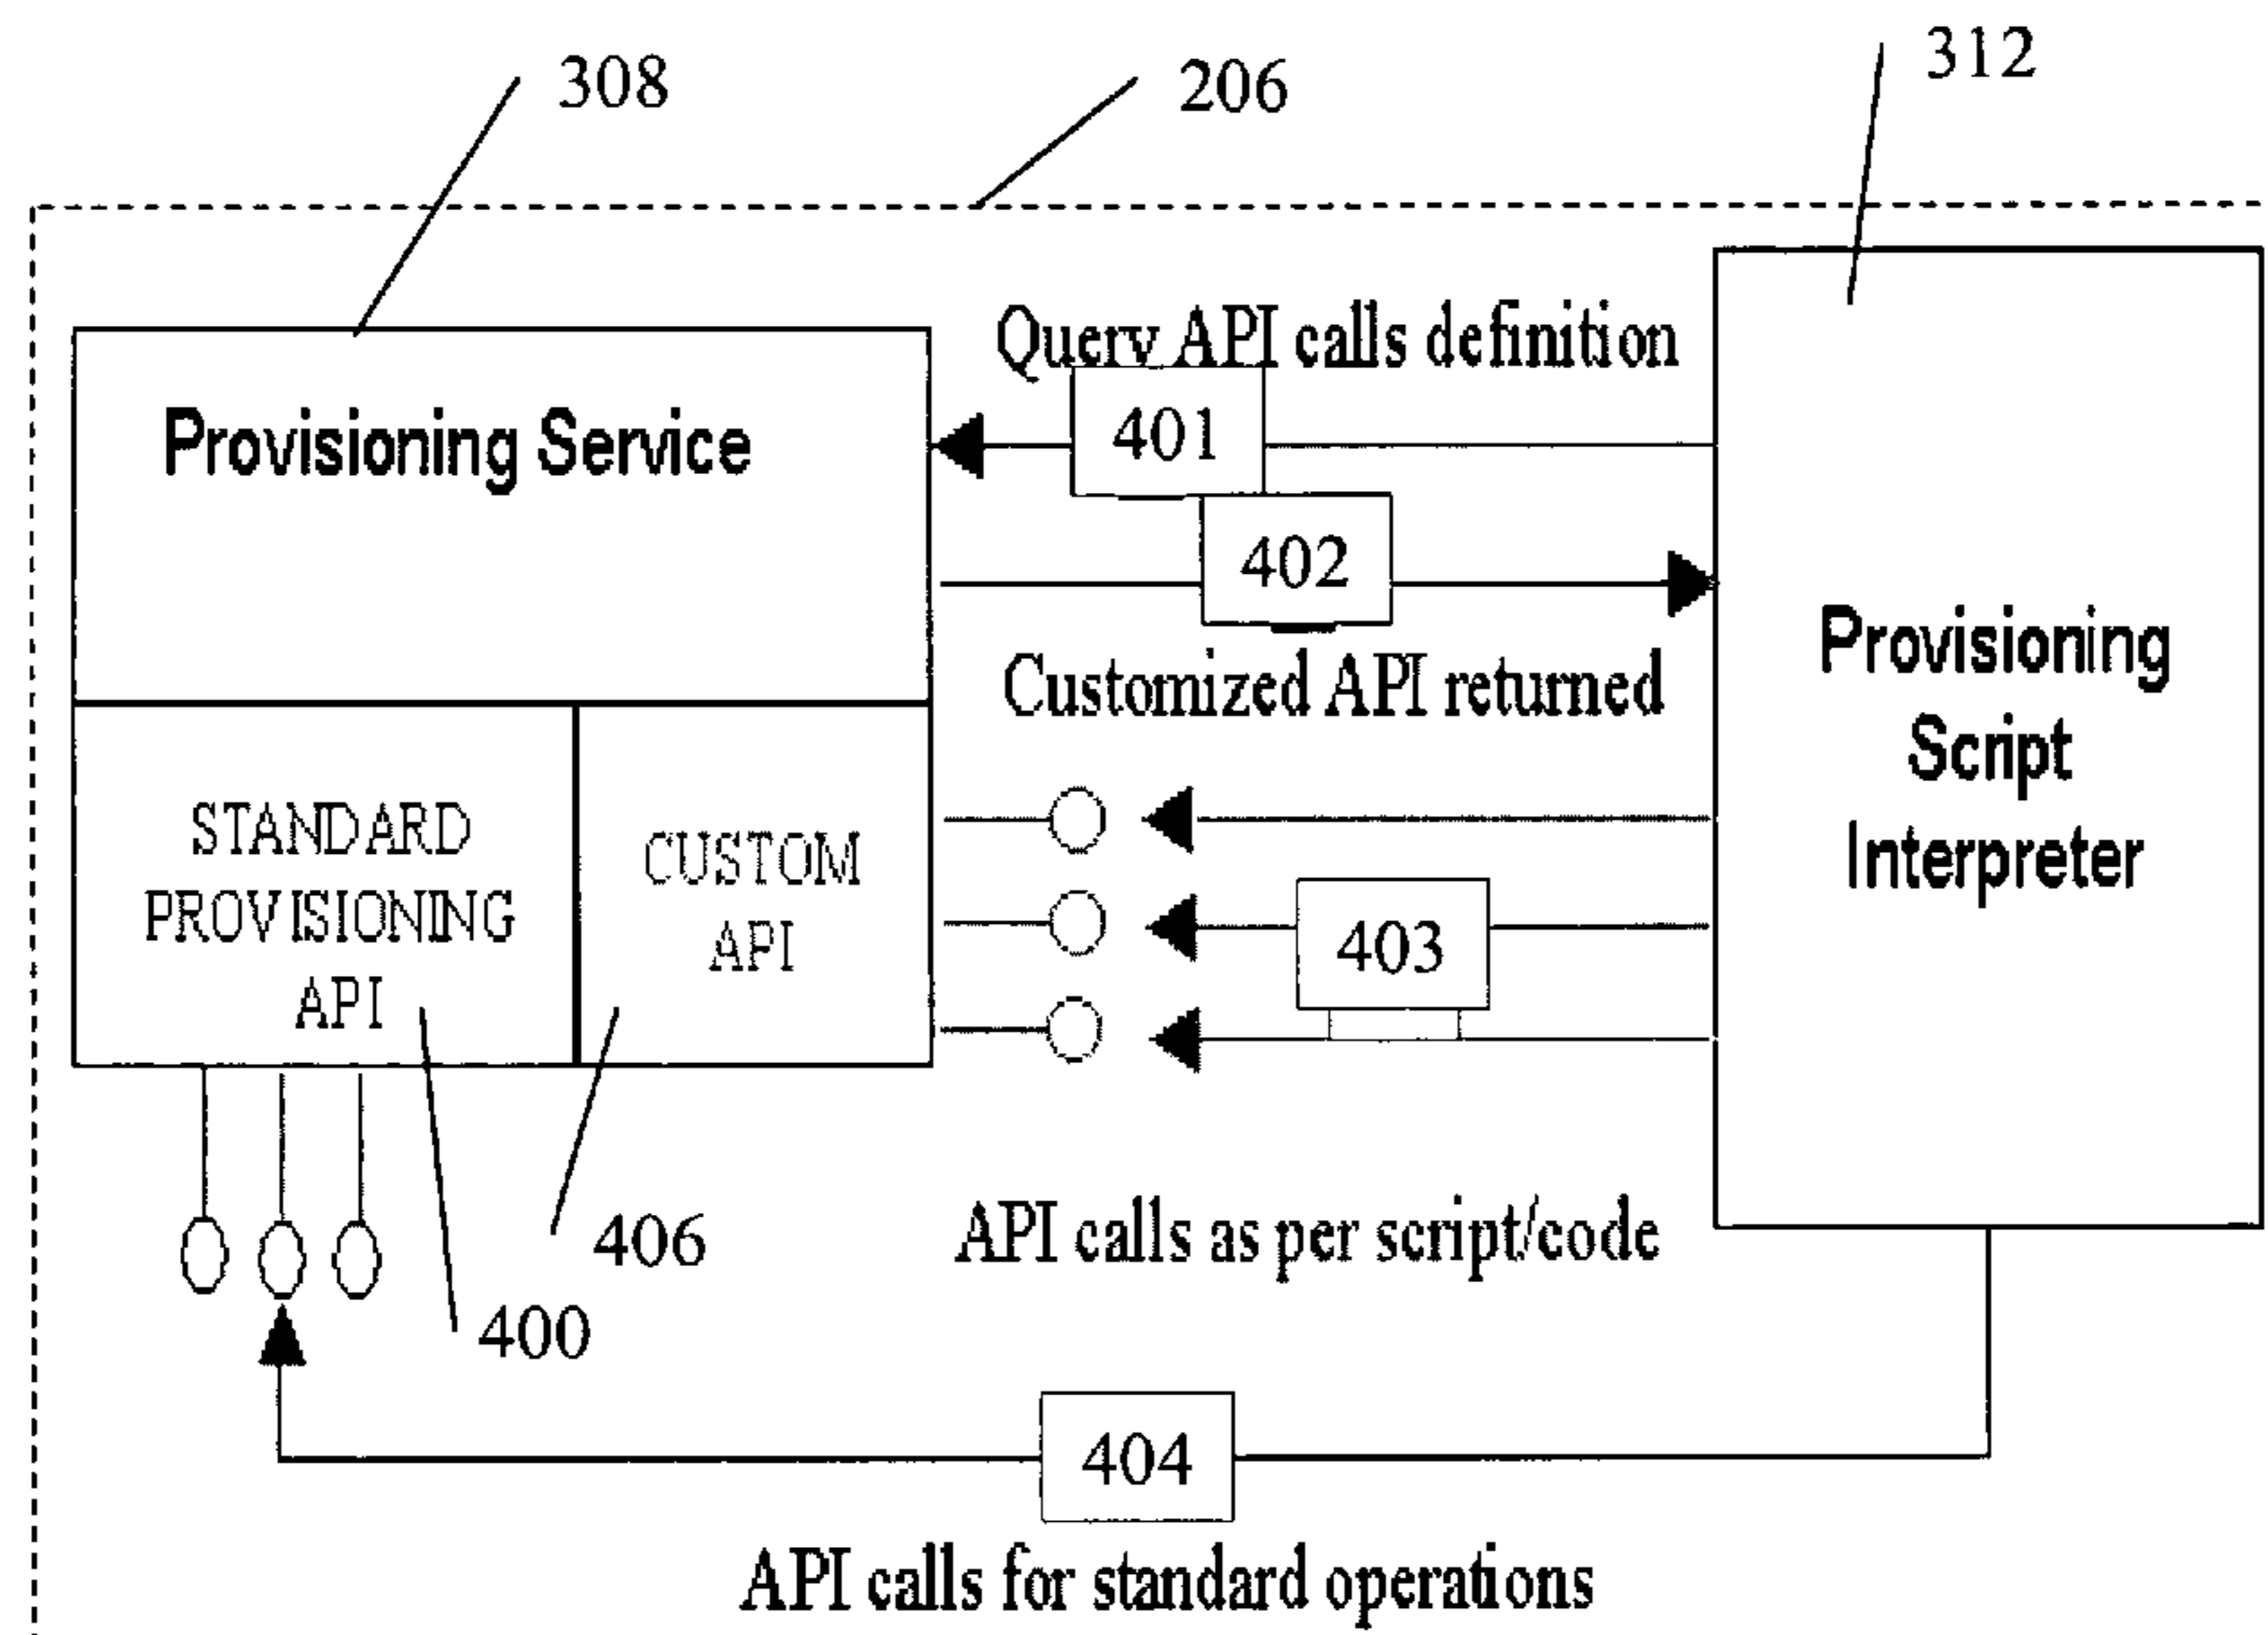 308
206
312
Query API calls definition
401
Provisioning Service
402
Customized API returned
Provisioning
Script
Interpreter
STANDARD
PROVISIONING
API
CUSTOM
API
403
API calls as per script/code
406
400
404
API calls for standard operations